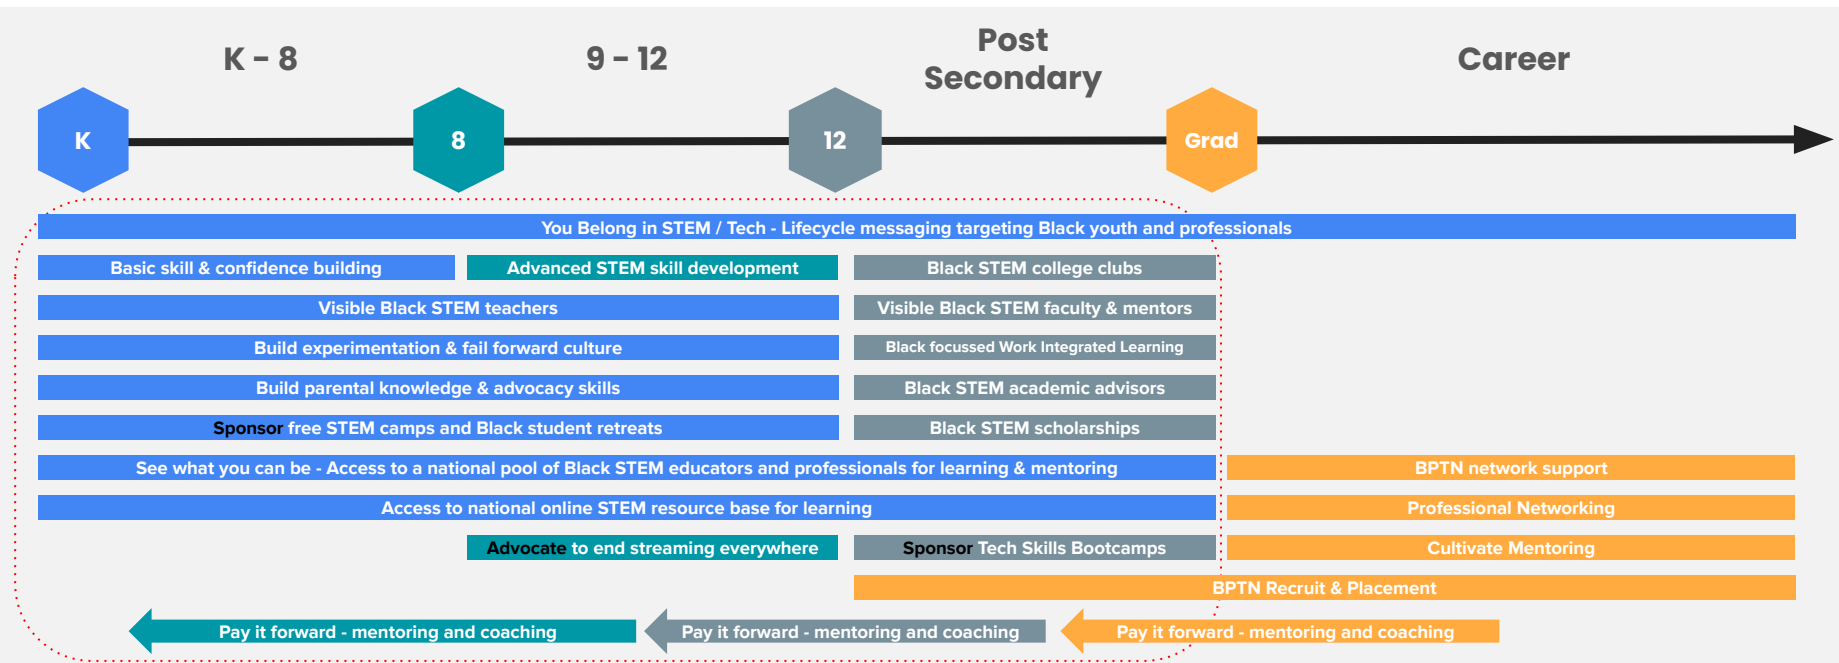 K - 8
9 - 12
Post
Secondary
Career
K
8
12
Grad
You Belong in STEM / Tech - Lifecycle messaging targeting Black youth and professionals
Basic skill & confidence building
Advanced STEM skill development
Black STEM college clubs
Visible Black STEM teachers
Visible Black STEM faculty & mentors
Build experimentation & fail forward culture
Black focussed Work Integrated Learning
Build parental knowledge & advocacy skills
Black STEM academic advisors
Sponsor free STEM camps and Black student retreats
Black STEM scholarships
See what you can be - Access to a national pool of Black STEM educators and professionals for learning & mentoring
BPTN network support
Access to national online STEM resource base for learning
Professional Networking
Advocate to end streaming everywhere
Sponsor Tech Skills Bootcamps
Cultivate Mentoring
BPTN Recruit & Placement
Pay it forward - mentoring and coaching
Pay it forward - mentoring and coaching
Pay it forward - mentoring and coaching